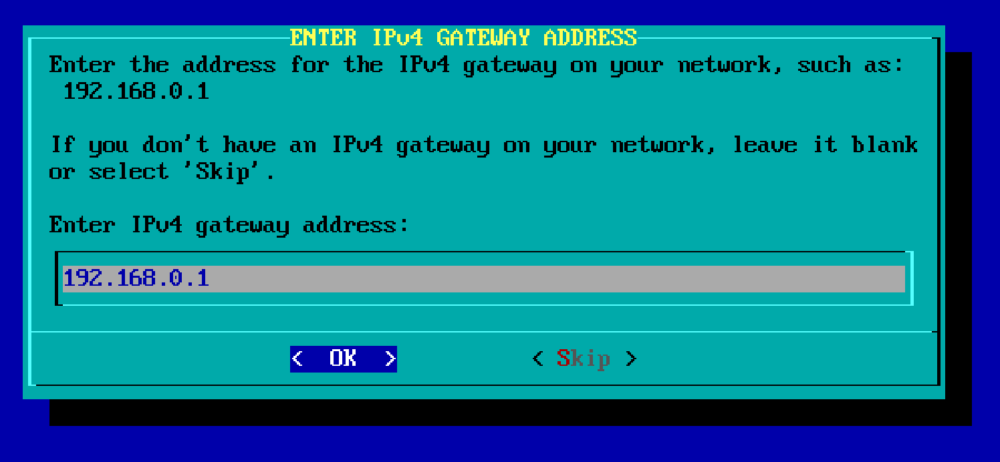 ENTER IPv4 GATEWAY ADDRESS
Enter the address for the IPv4 gateway on your network, such as:
192.168.0.1
If you don't have an IPv4 gateway on your network, leave it blank
or select 'Skip'.
Enter IPv4 gateway address:
192.168.0.1
< OK > < Skip >